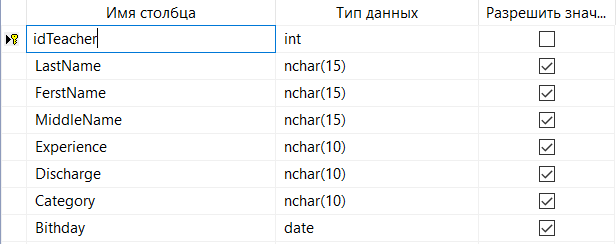 Имя столбца Тип данных Разрешить знач...
idTeacher int
LastName nchar(15)
FerstName nchar(15)
MiddleName nchar(15)
Experience nchar(10)
Discharge nchar(10)
Category nchar(10)
Bithday date